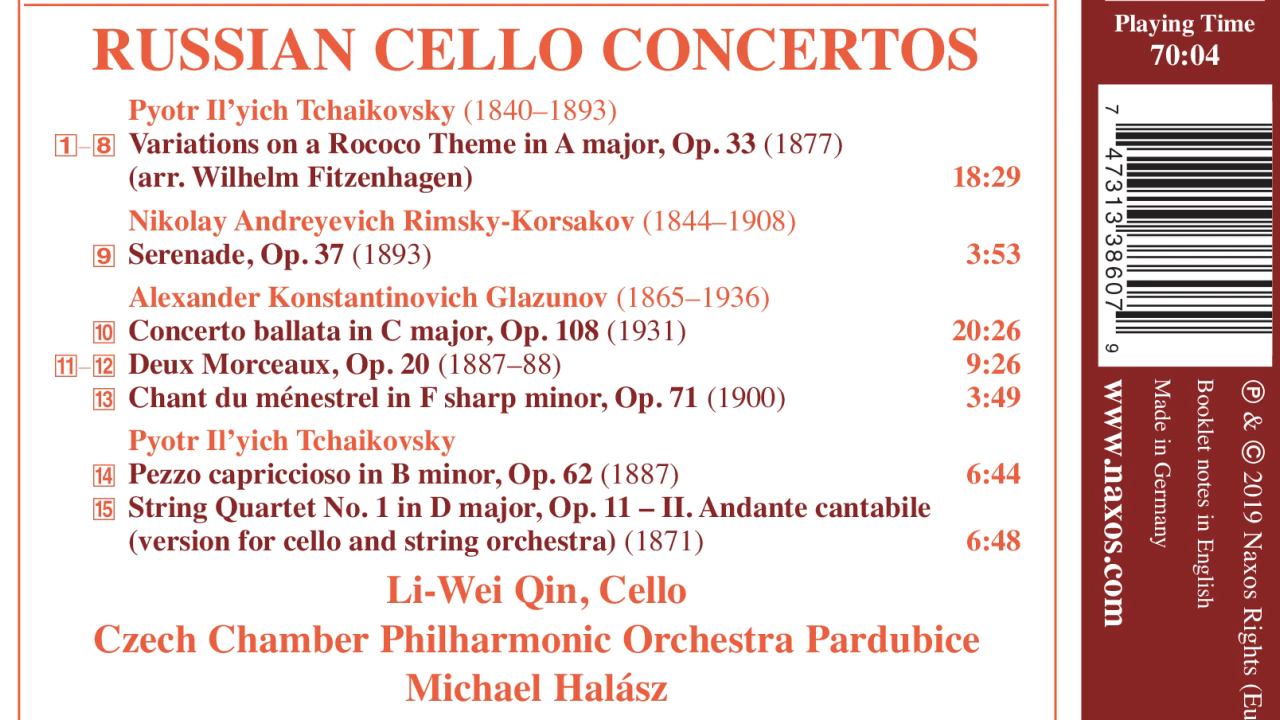 RUSSIAN CELLO CONCERTOS
Pyotr Il’yich Tchaikovsky (1840–1893)
1–8 Variations on a Rococo Theme in A major, Op. 33 (1877)
(arr. Wilhelm Fitzenhagen) 18:29
Nikolay Andreyevich Rimsky-Korsakov (1844–1908)
9 Serenade, Op. 37 (1893) 3:53
Alexander Konstantinovich Glazunov (1865–1936)
10 Concerto ballata in C major, Op. 108 (1931) 20:26
11–12 Deux Morceaux, Op. 20 (1887–88) 9:26
13 Chant du ménestrel in F sharp minor, Op. 71 (1900) 3:49
Pyotr Il’yich Tchaikovsky
14 Pezzo capriccioso in B minor, Op. 62 (1887) 6:44
15 String Quartet No. 1 in D major, Op. 11 – II. Andante cantabile
(version for cello and string orchestra) (1871) 6:48
Li-Wei Qin, Cello
Czech Chamber Philharmonic Orchestra Pardubice
Michael Halász
Playing Time
70:04
7 47313 38607 9
℗ & © 2019 Naxos Rights (Eu
Booklet notes in English
Made in Germany
www.naxos.com